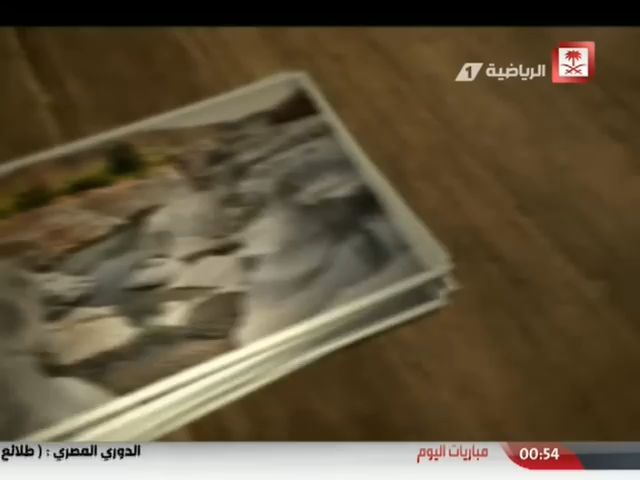 الرياضية 1
00:54 مباريات اليوم الدوري المصري : ( طلائع